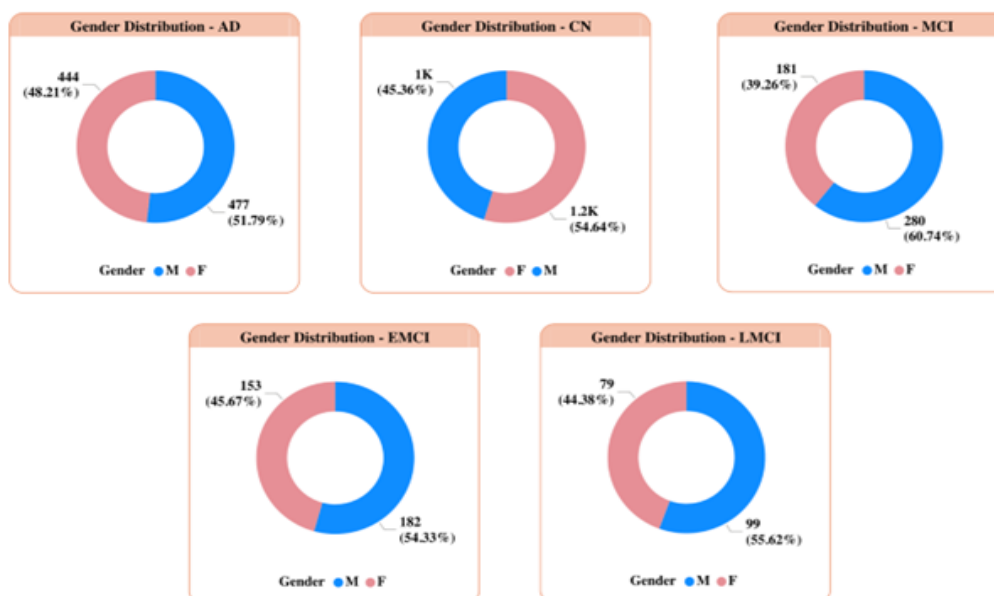 Gender Distribution - AD
444
(48.21%)
477
(51.79%)
Gender M F
Gender Distribution - CN
1K
(45.36%)
1.2K
(54.64%)
Gender F M
Gender Distribution - MCI
181
(39.26%)
280
(60.74%)
Gender M F
Gender Distribution - EMCI
153
(45.67%)
182
(54.33%)
Gender M F
Gender Distribution - LMCI
79
(44.38%)
99
(55.62%)
Gender M F